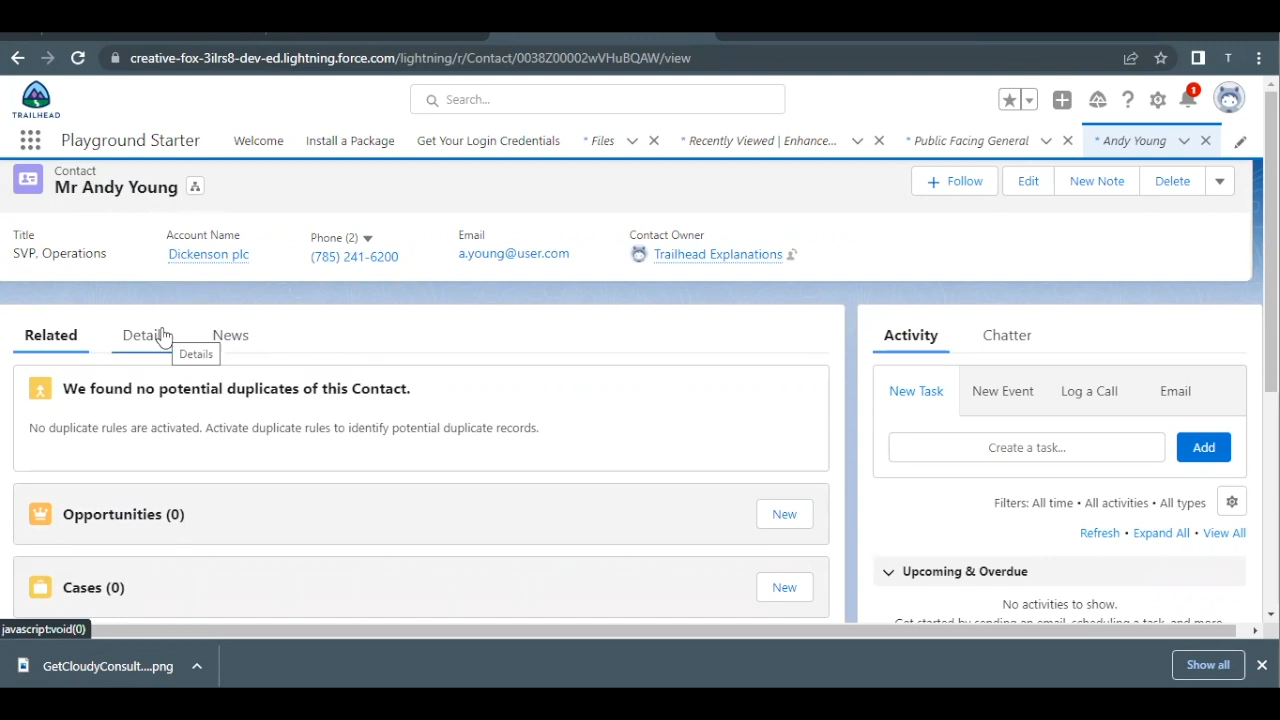 creative-fox-3ilrs8-dev-ed.lightning.force.com/lightning/r/Contact/0038Z00002wVHuBQAW/view
T
TRAILHEAD
Search...
1
Playground Starter
Welcome
Install a Package
Get Your Login Credentials
* Files
* Recently Viewed | Enhance...
* Public Facing General
* Andy Young
Contact
Mr Andy Young
Follow
Edit
New Note
Delete
Title
SVP, Operations
Account Name
Dickenson plc
Phone (2)
(785) 241-6200
Email
a.young@user.com
Contact Owner
Trailhead Explanations
Related
Details
News
Details
We found no potential duplicates of this Contact.
No duplicate rules are activated. Activate duplicate rules to identify potential duplicate records.
Opportunities (0)
New
Cases (0)
New
Activity
Chatter
New Task
New Event
Log a Call
Email
Create a task...
Add
Filters: All time • All activities • All types
Refresh • Expand All • View All
Upcoming & Overdue
No activities to show.
Get started by sending an email, scheduling a task, and more.
javascript:void(0)
GetCloudyConsult....png
Show all